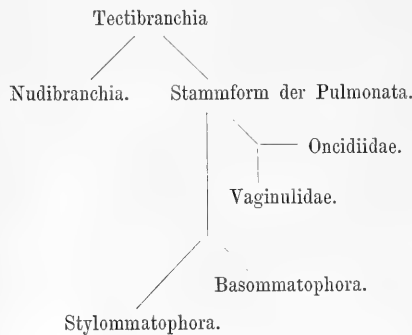 Tectibranchia
Nudibranchia. Stammform der Pulmonata.
Oncidiidae.
Vaginulidae.
Basommatophora.
Stylommatophora.